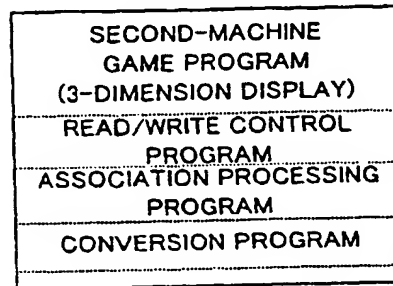 SECOND-MACHINE
GAME PROGRAM
(3-DIMENSION DISPLAY)
READ/WRITE CONTROL
PROGRAM
ASSOCIATION PROCESSING
PROGRAM
CONVERSION PROGRAM